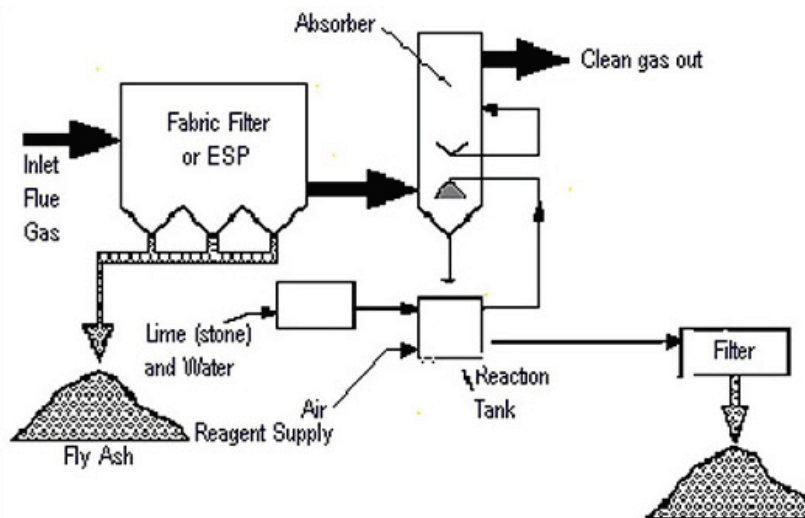 Absorber
Clean gas out
Fabric Filter
or ESP
Inlet
Flue
Gas
Lime (stone)
and Water
Filter
Reaction
Tank
Air
Reagent Supply
Fly Ash